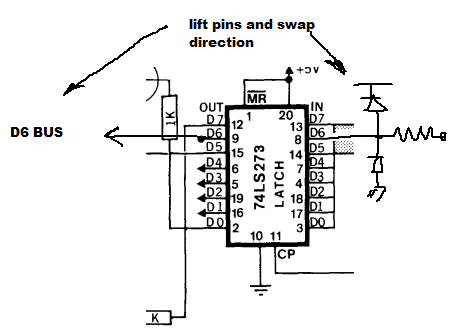 lift pins and swap
direction
+5V
MR
OUT
IN
1
20
D7
12
13
D7
D6 BUS
1K
D6
9
8
D6
D5
15
14
D5
D4
6
7
D4
D3
5
4
D3
D2
19
18
D2
D1
16
17
D1
D0
2
3
D0
74LS273
LATCH
10
11
CP
K